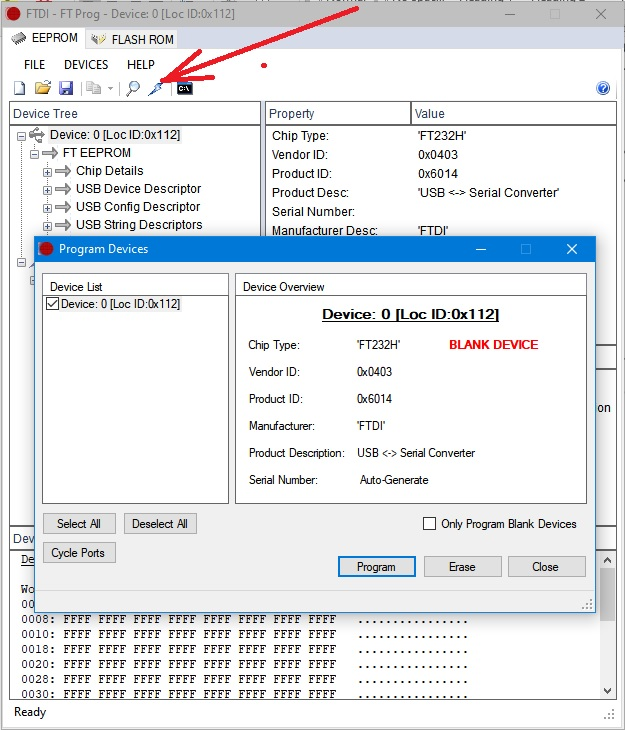 FTDI - FT Prog - Device: 0 [Loc ID:0x112]
EEPROM FLASH ROM
FILE DEVICES HELP
C:\
Device Tree Property Value
Device: 0 [Loc ID:0x112] Chip Type: 'FT232H'
FT EEPROM Vendor ID: 0x0403
Chip Details Product ID: 0x6014
USB Device Descriptor Product Desc: 'USB <-> Serial Converter'
USB Config Descriptor Serial Number:
USB String Descriptors Manufacturer Desc: 'FTDI'
Program Devices
Device List Device Overview
Device: 0 [Loc ID:0x112] Device: 0 [Loc ID:0x112]
Chip Type: 'FT232H' BLANK DEVICE
Vendor ID: 0x0403
Product ID: 0x6014
on
Manufacturer: 'FTDI'
Product Description: USB <-> Serial Converter
Serial Number: Auto-Generate
Select All Deselect All Only Program Blank Devices
Dev
Cycle Ports
De
Program Erase Close
Wo
00
0008: FFFF FFFF FFFF FFFF FFFF FFFF FFFF FFFF ................
0010: FFFF FFFF FFFF FFFF FFFF FFFF FFFF FFFF ................
0018: FFFF FFFF FFFF FFFF FFFF FFFF FFFF FFFF ................
0020: FFFF FFFF FFFF FFFF FFFF FFFF FFFF FFFF ................
0028: FFFF FFFF FFFF FFFF FFFF FFFF FFFF FFFF ................
0030: FFFF FFFF FFFF FFFF FFFF FFFF FFFF FFFF ................
Ready